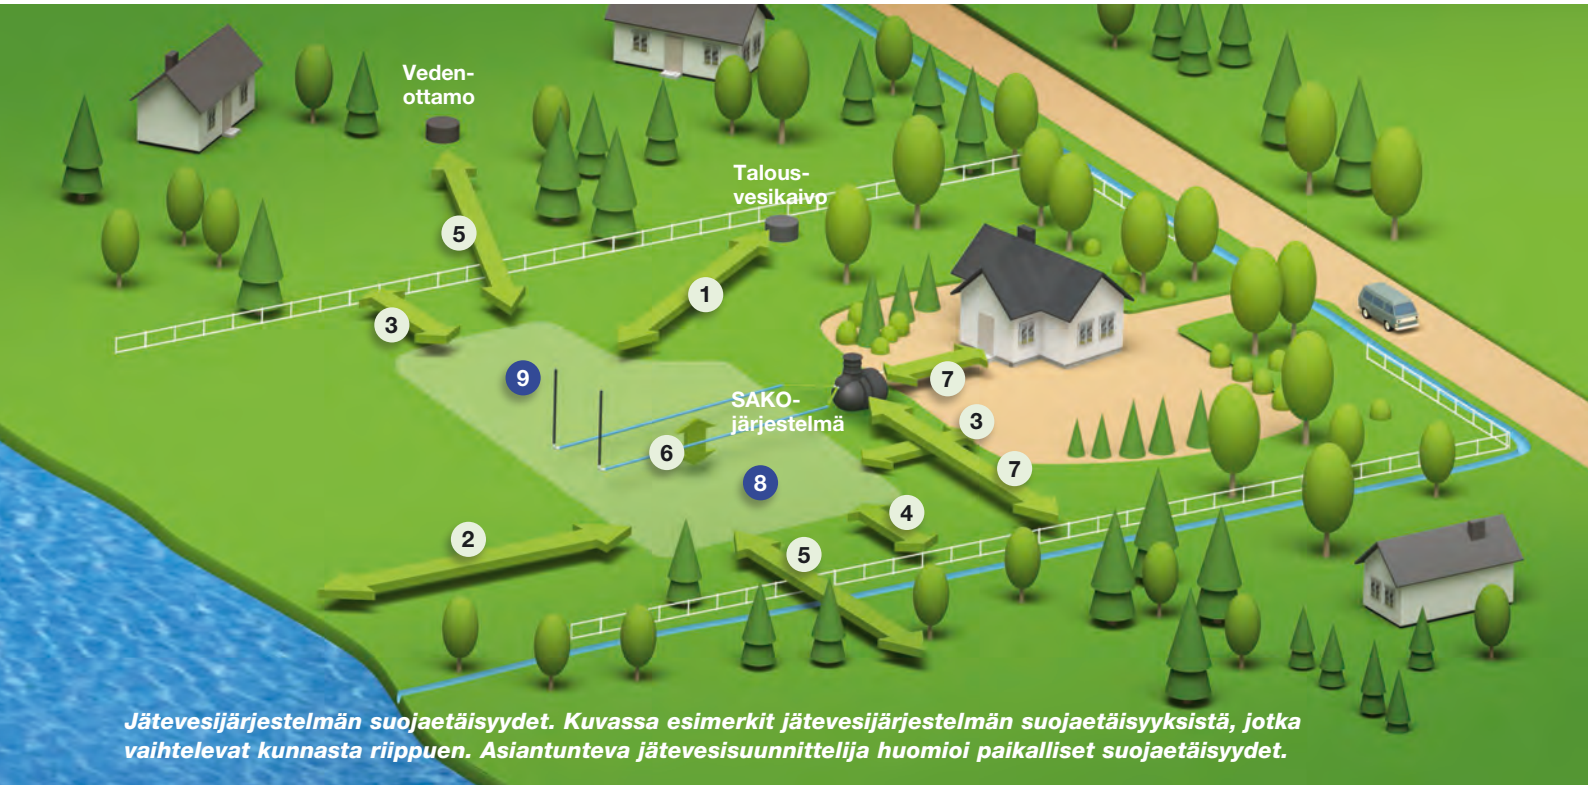 Veden-
ottamo
Talous-
vesikaivo
5
1
3
9
7
SAKO-
järjestelmä
3
6
7
8
4
2
5
Jätevesijärjestelmän suojaetäisyydet. Kuvassa esimerkit jätevesijärjestelmän suojaetäisyyksistä, jotka
vaihtelevat kunnasta riippuen. Asiantunteva jätevesisuunnittelija huomioi paikalliset suojaetäisyydet.